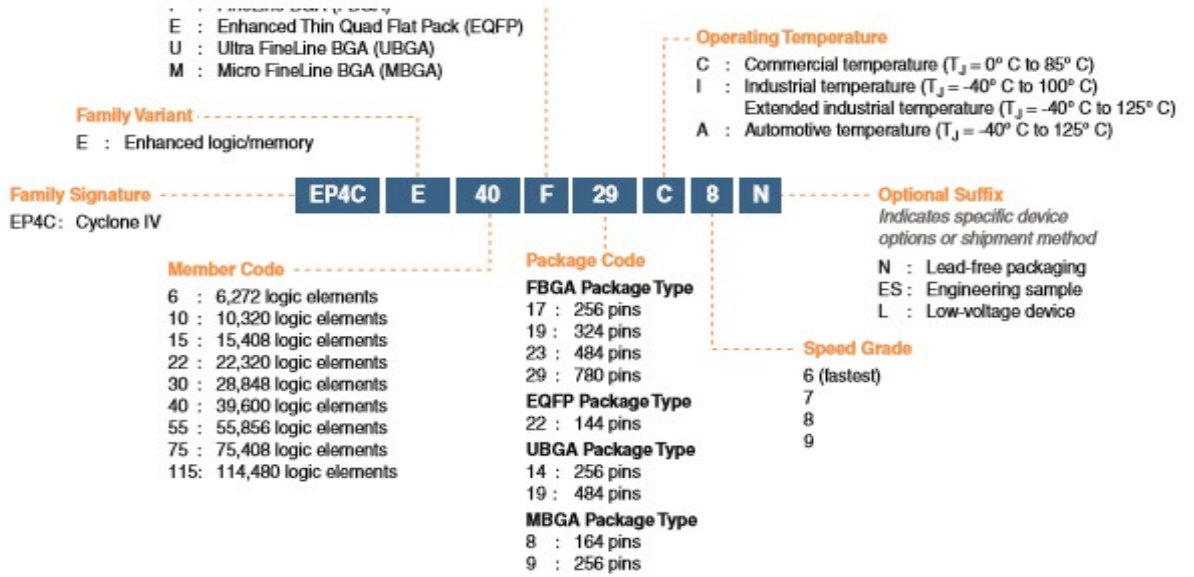 E : Enhanced Thin Quad Flat Pack (EQFP)
U : Ultra FineLine BGA (UBGA)
M : Micro FineLine BGA (MBGA)
Operating Temperature
C : Commercial temperature (TJ = 0° C to 85° C)
I : Industrial temperature (TJ = -40° C to 100° C)
Extended industrial temperature (TJ = -40° C to 125° C)
A : Automotive temperature (TJ = -40° C to 125° C)
Family Variant
E : Enhanced logic/memory
EP4C E 40 F 29 C 8 N
Family Signature
EP4C: Cyclone IV
Optional Suffix
Indicates specific device
options or shipment method
N : Lead-free packaging
ES : Engineering sample
L : Low-voltage device
Member Code
6 : 6,272 logic elements
10 : 10,320 logic elements
15 : 15,408 logic elements
22 : 22,320 logic elements
30 : 28,848 logic elements
40 : 39,600 logic elements
55 : 55,856 logic elements
75 : 75,408 logic elements
115: 114,480 logic elements
Package Code
FBGA Package Type
17 : 256 pins
19 : 324 pins
23 : 484 pins
29 : 780 pins
EQFP Package Type
22 : 144 pins
UBGA Package Type
14 : 256 pins
19 : 484 pins
MBGA Package Type
8 : 164 pins
9 : 256 pins
Speed Grade
6 (fastest)
7
8
9